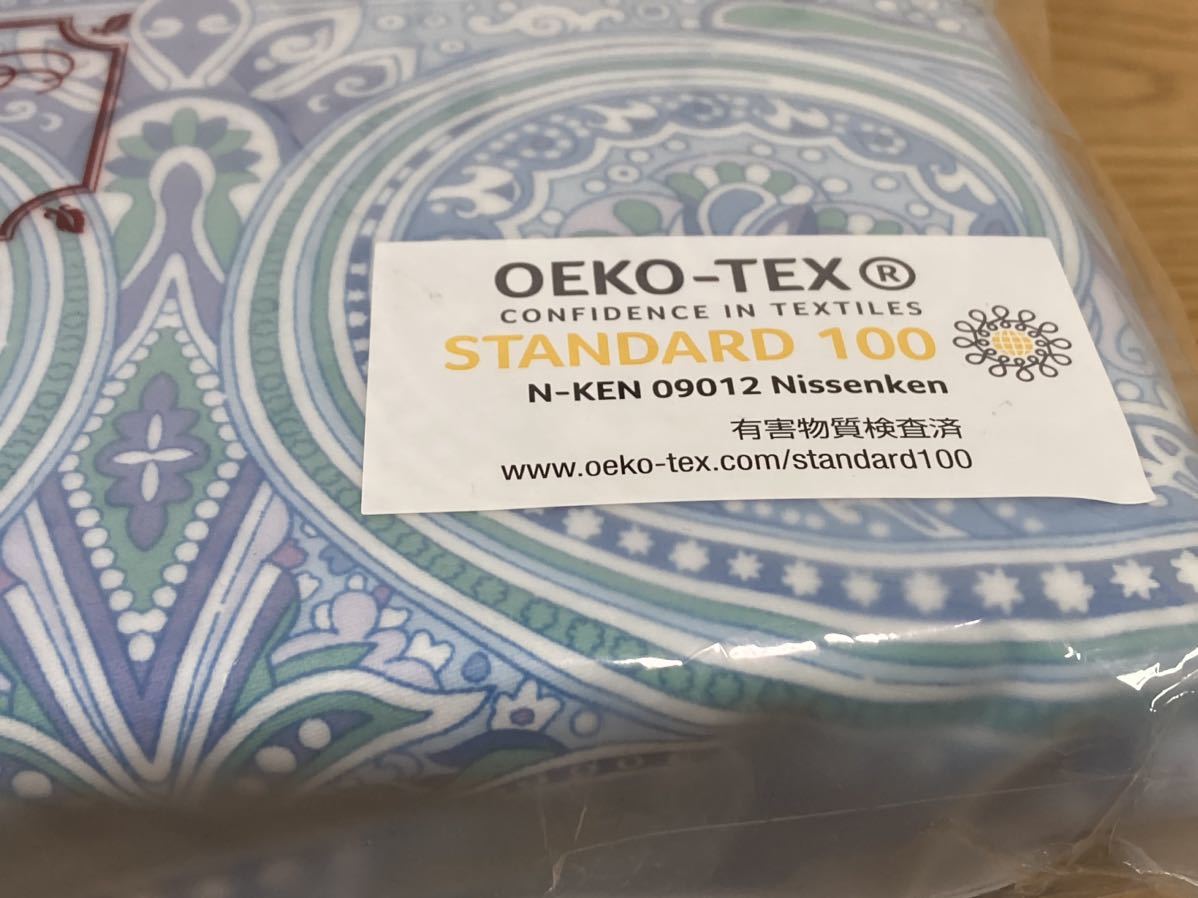 OEKO-TEX®
CONFIDENCE IN TEXTILES
STANDARD 100
N-KEN 09012 Nissenken
有害物質検査済
www.oeko-tex.com/standard100